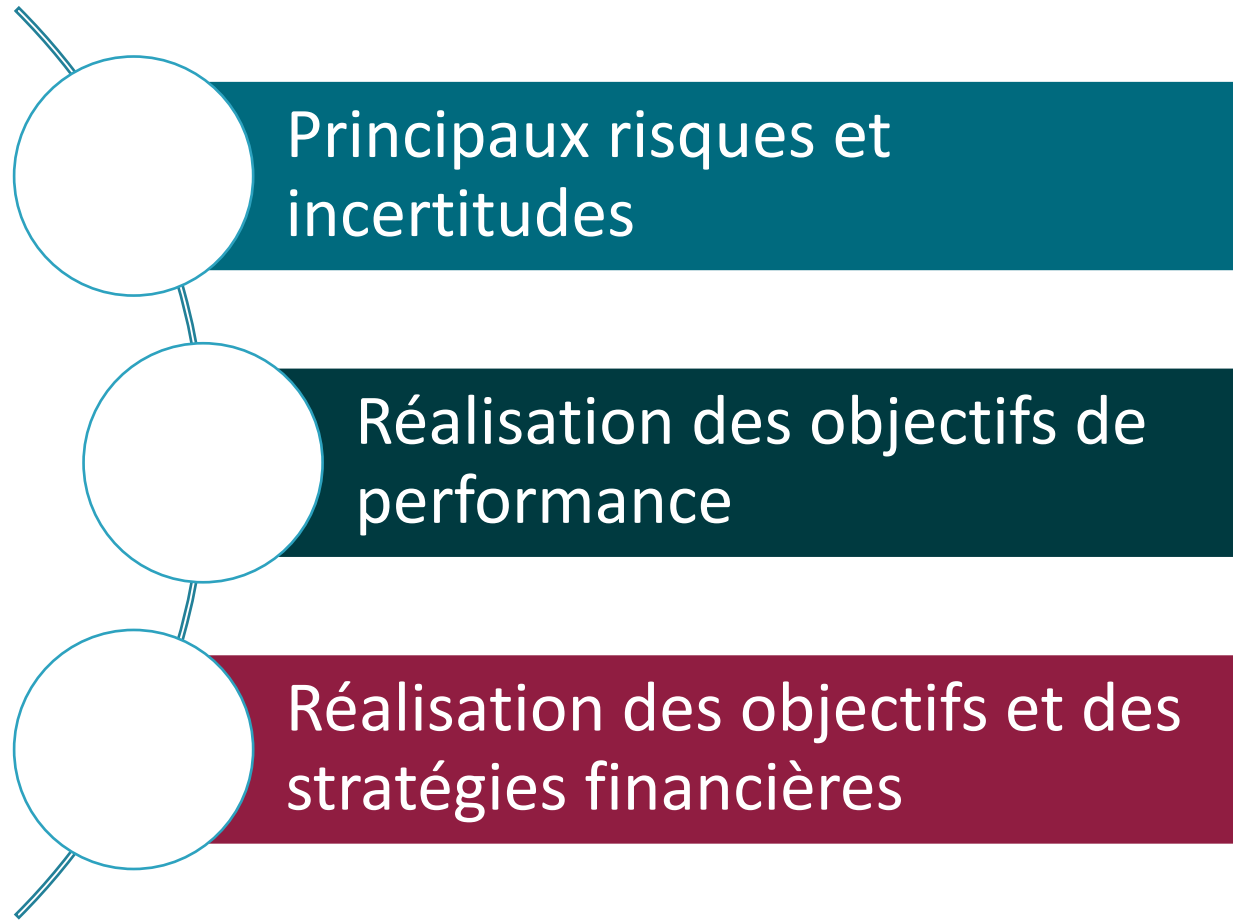 Principaux risques et
incertitudes
Réalisation des objectifs de
performance
Réalisation des objectifs et des
stratégies financières